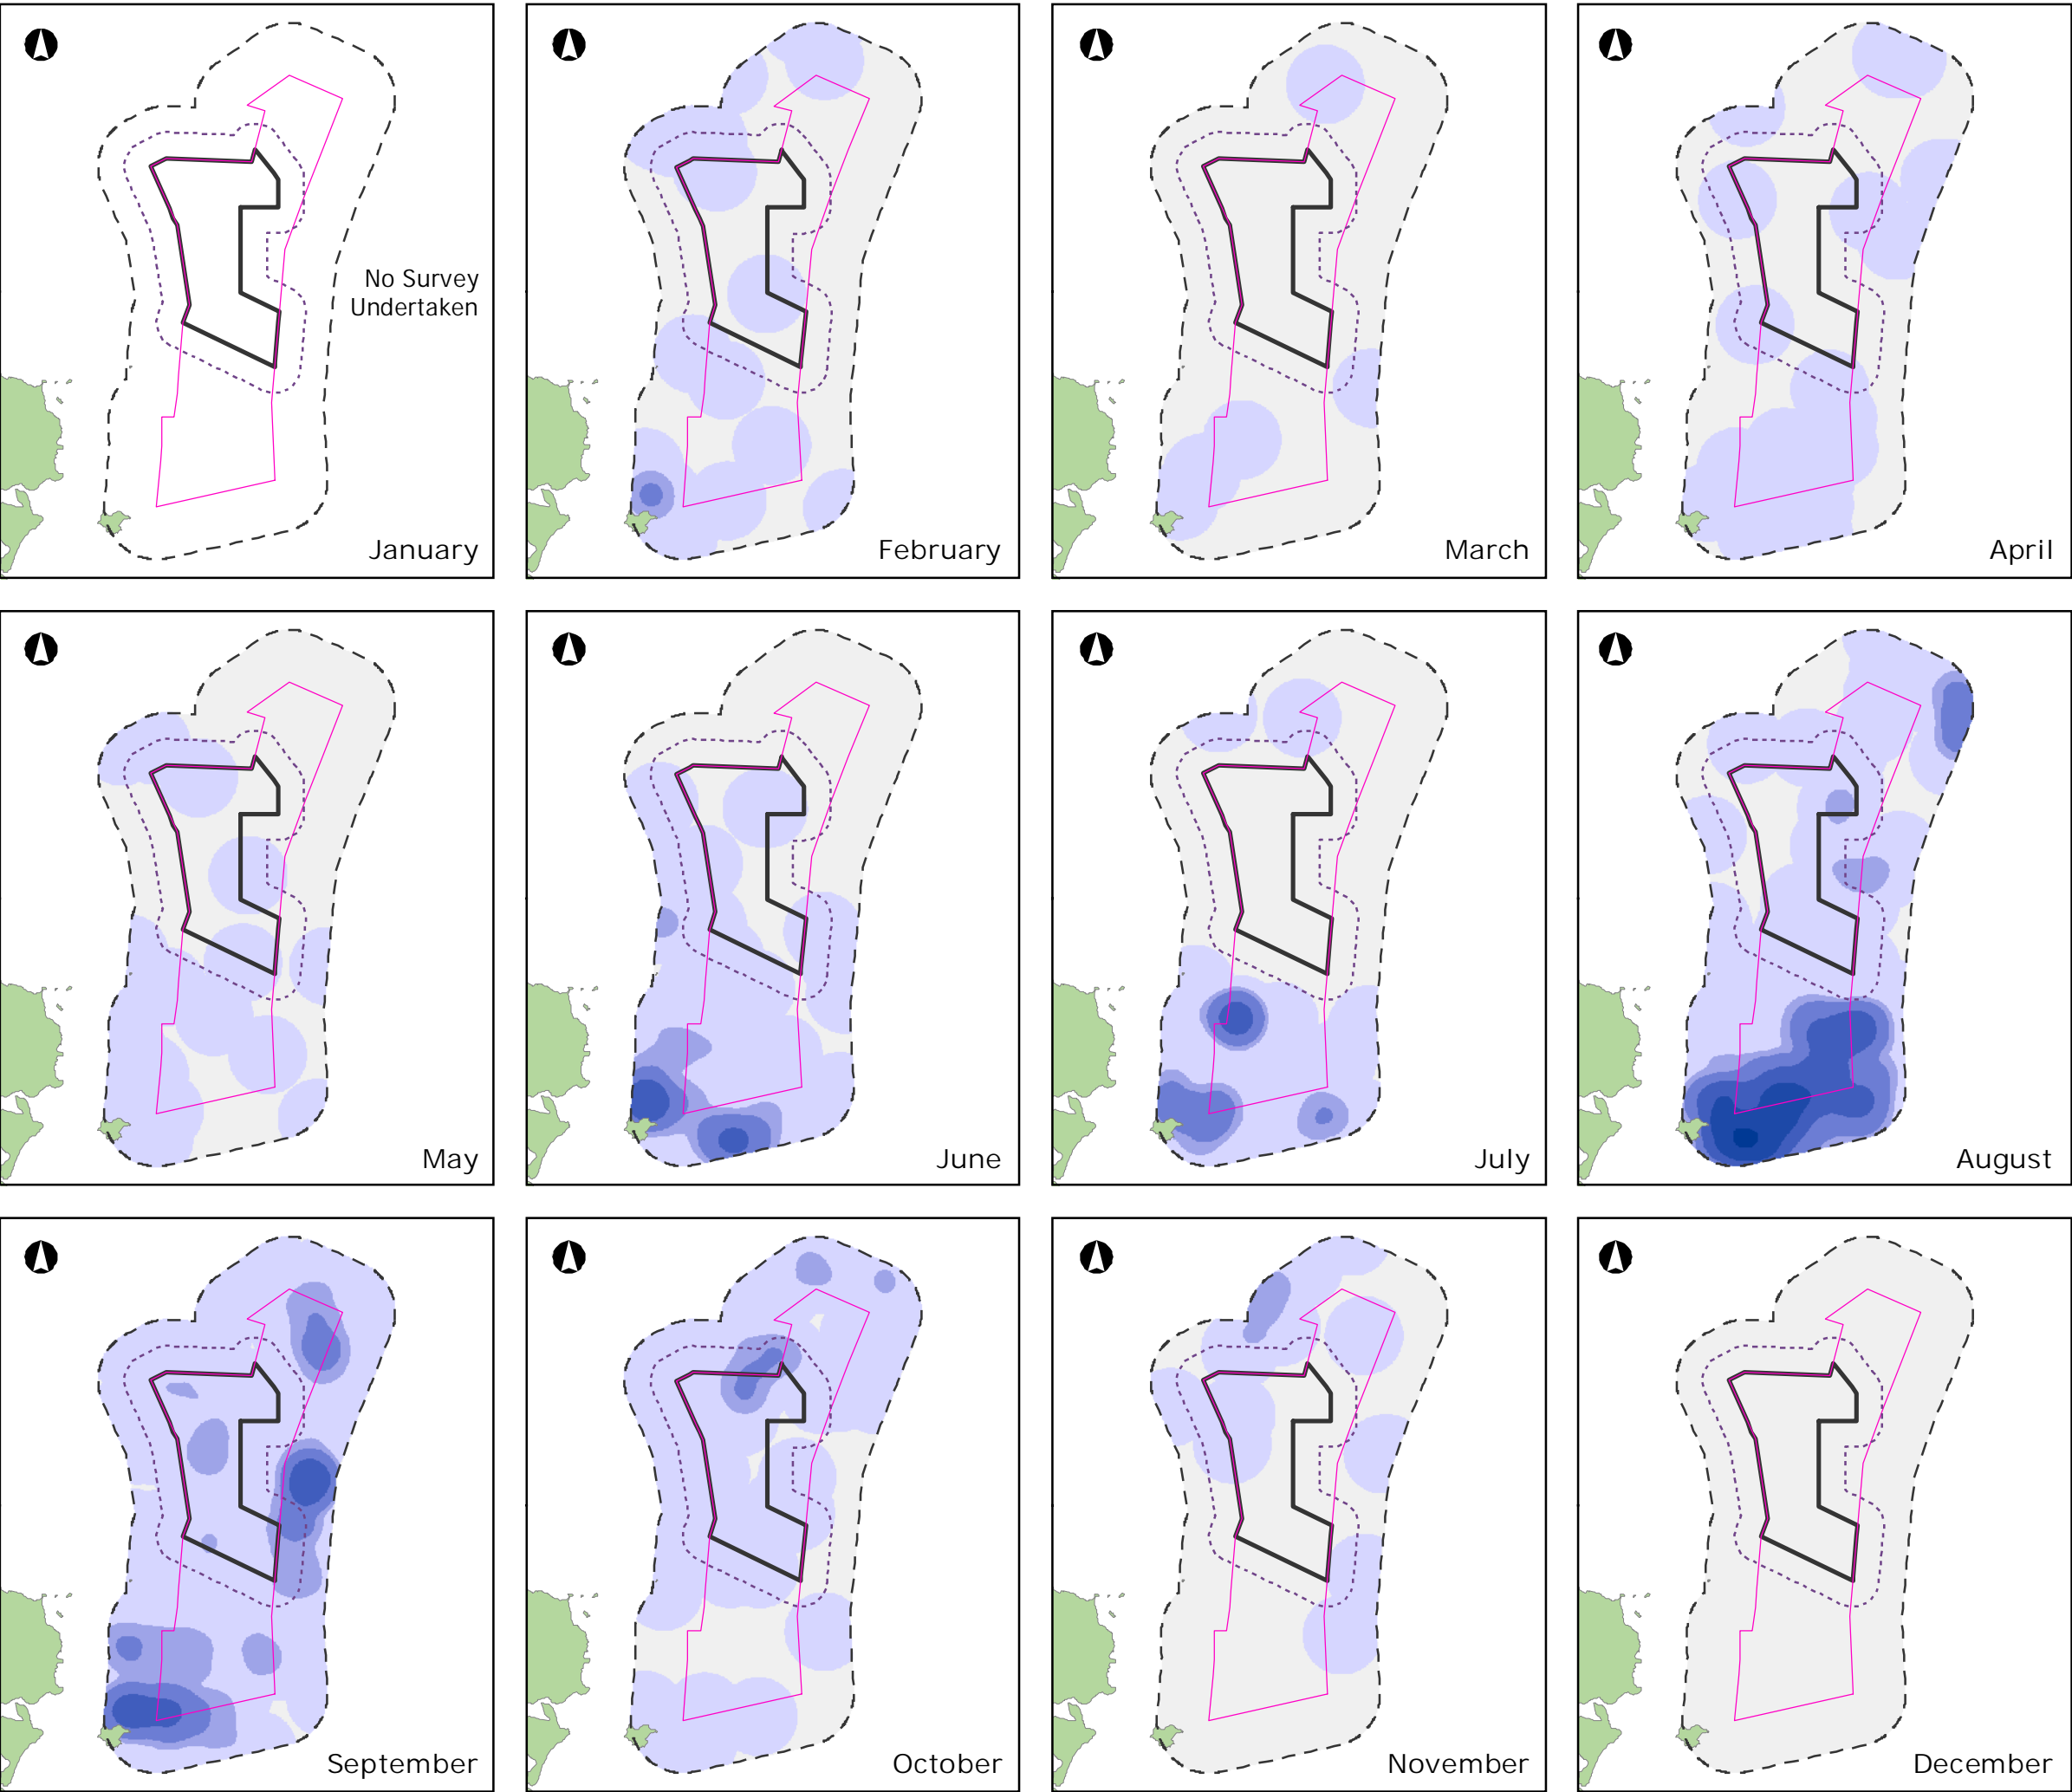 No Survey
Undertaken
January
February
March
April
May
June
July
August
September
October
November
December